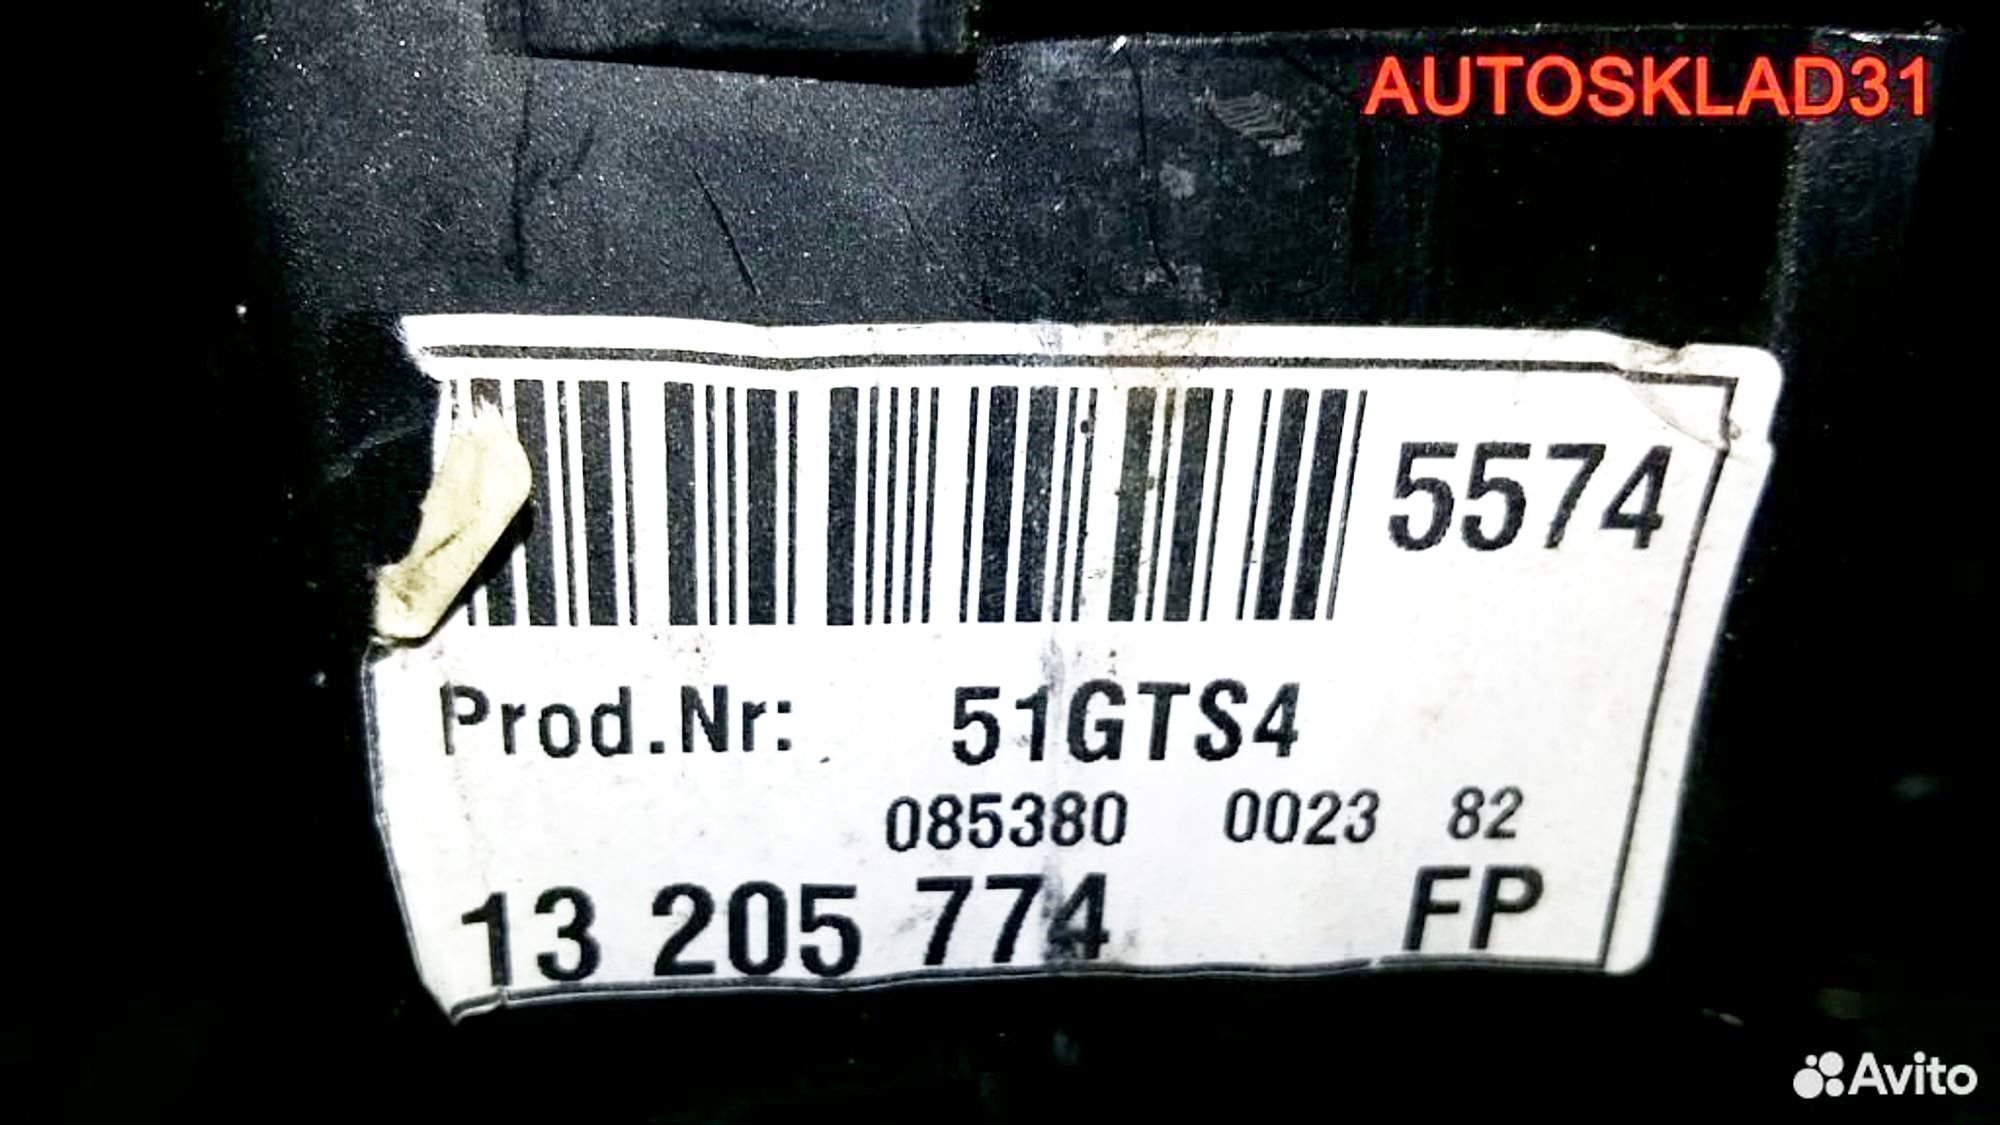 AUTOSKLAD31
5574
Prod.Nr: 51GTS4
085380 0023 82
13 205 774 FP
Avito